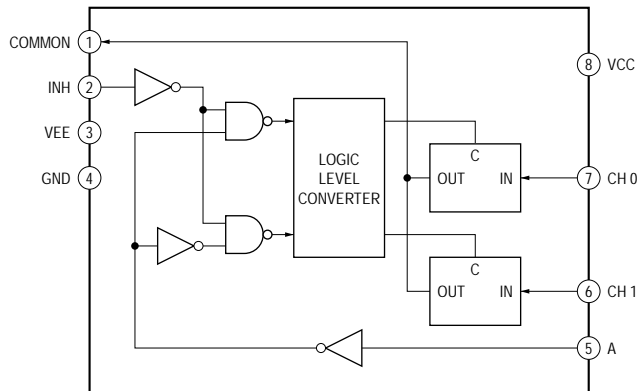 COMMON 1
INH 2
VEE 3
GND 4
8 VCC
7 CH 0
6 CH 1
5 A
LOGIC
LEVEL
CONVERTER
C
OUT IN
C
OUT IN